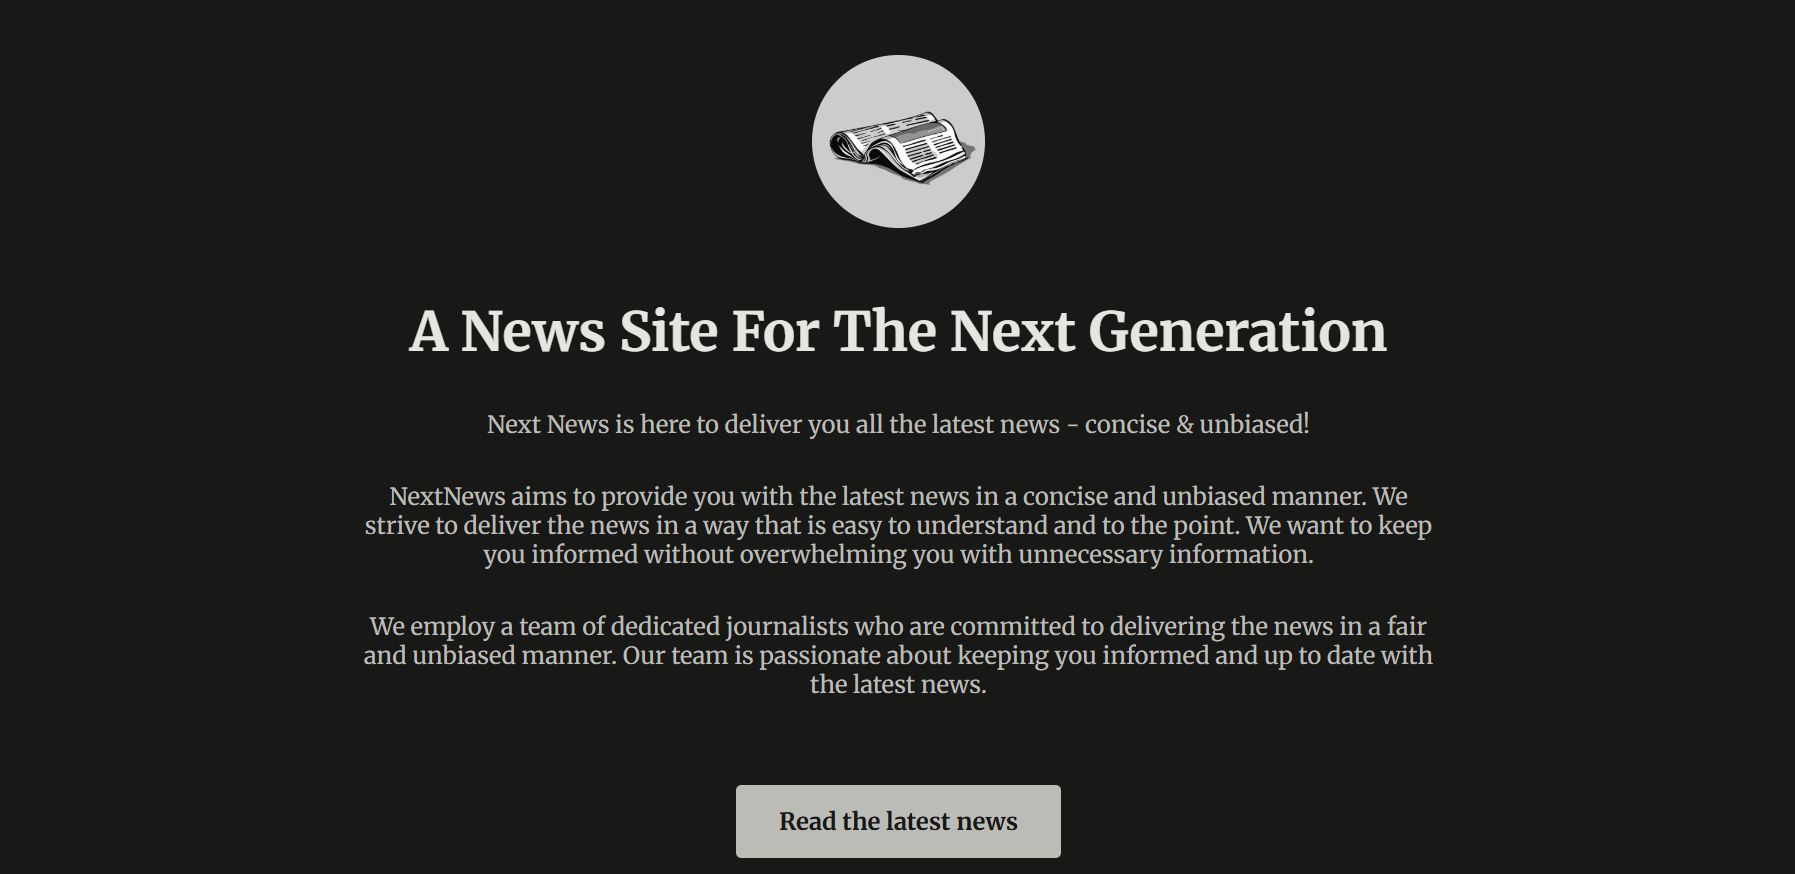 A News Site For The Next Generation
Next News is here to deliver you all the latest news - concise & unbiased!
NextNews aims to provide you with the latest news in a concise and unbiased manner. We
strive to deliver the news in a way that is easy to understand and to the point. We want to keep
you informed without overwhelming you with unnecessary information.
We employ a team of dedicated journalists who are committed to delivering the news in a fair
and unbiased manner. Our team is passionate about keeping you informed and up to date with
the latest news.
Read the latest news